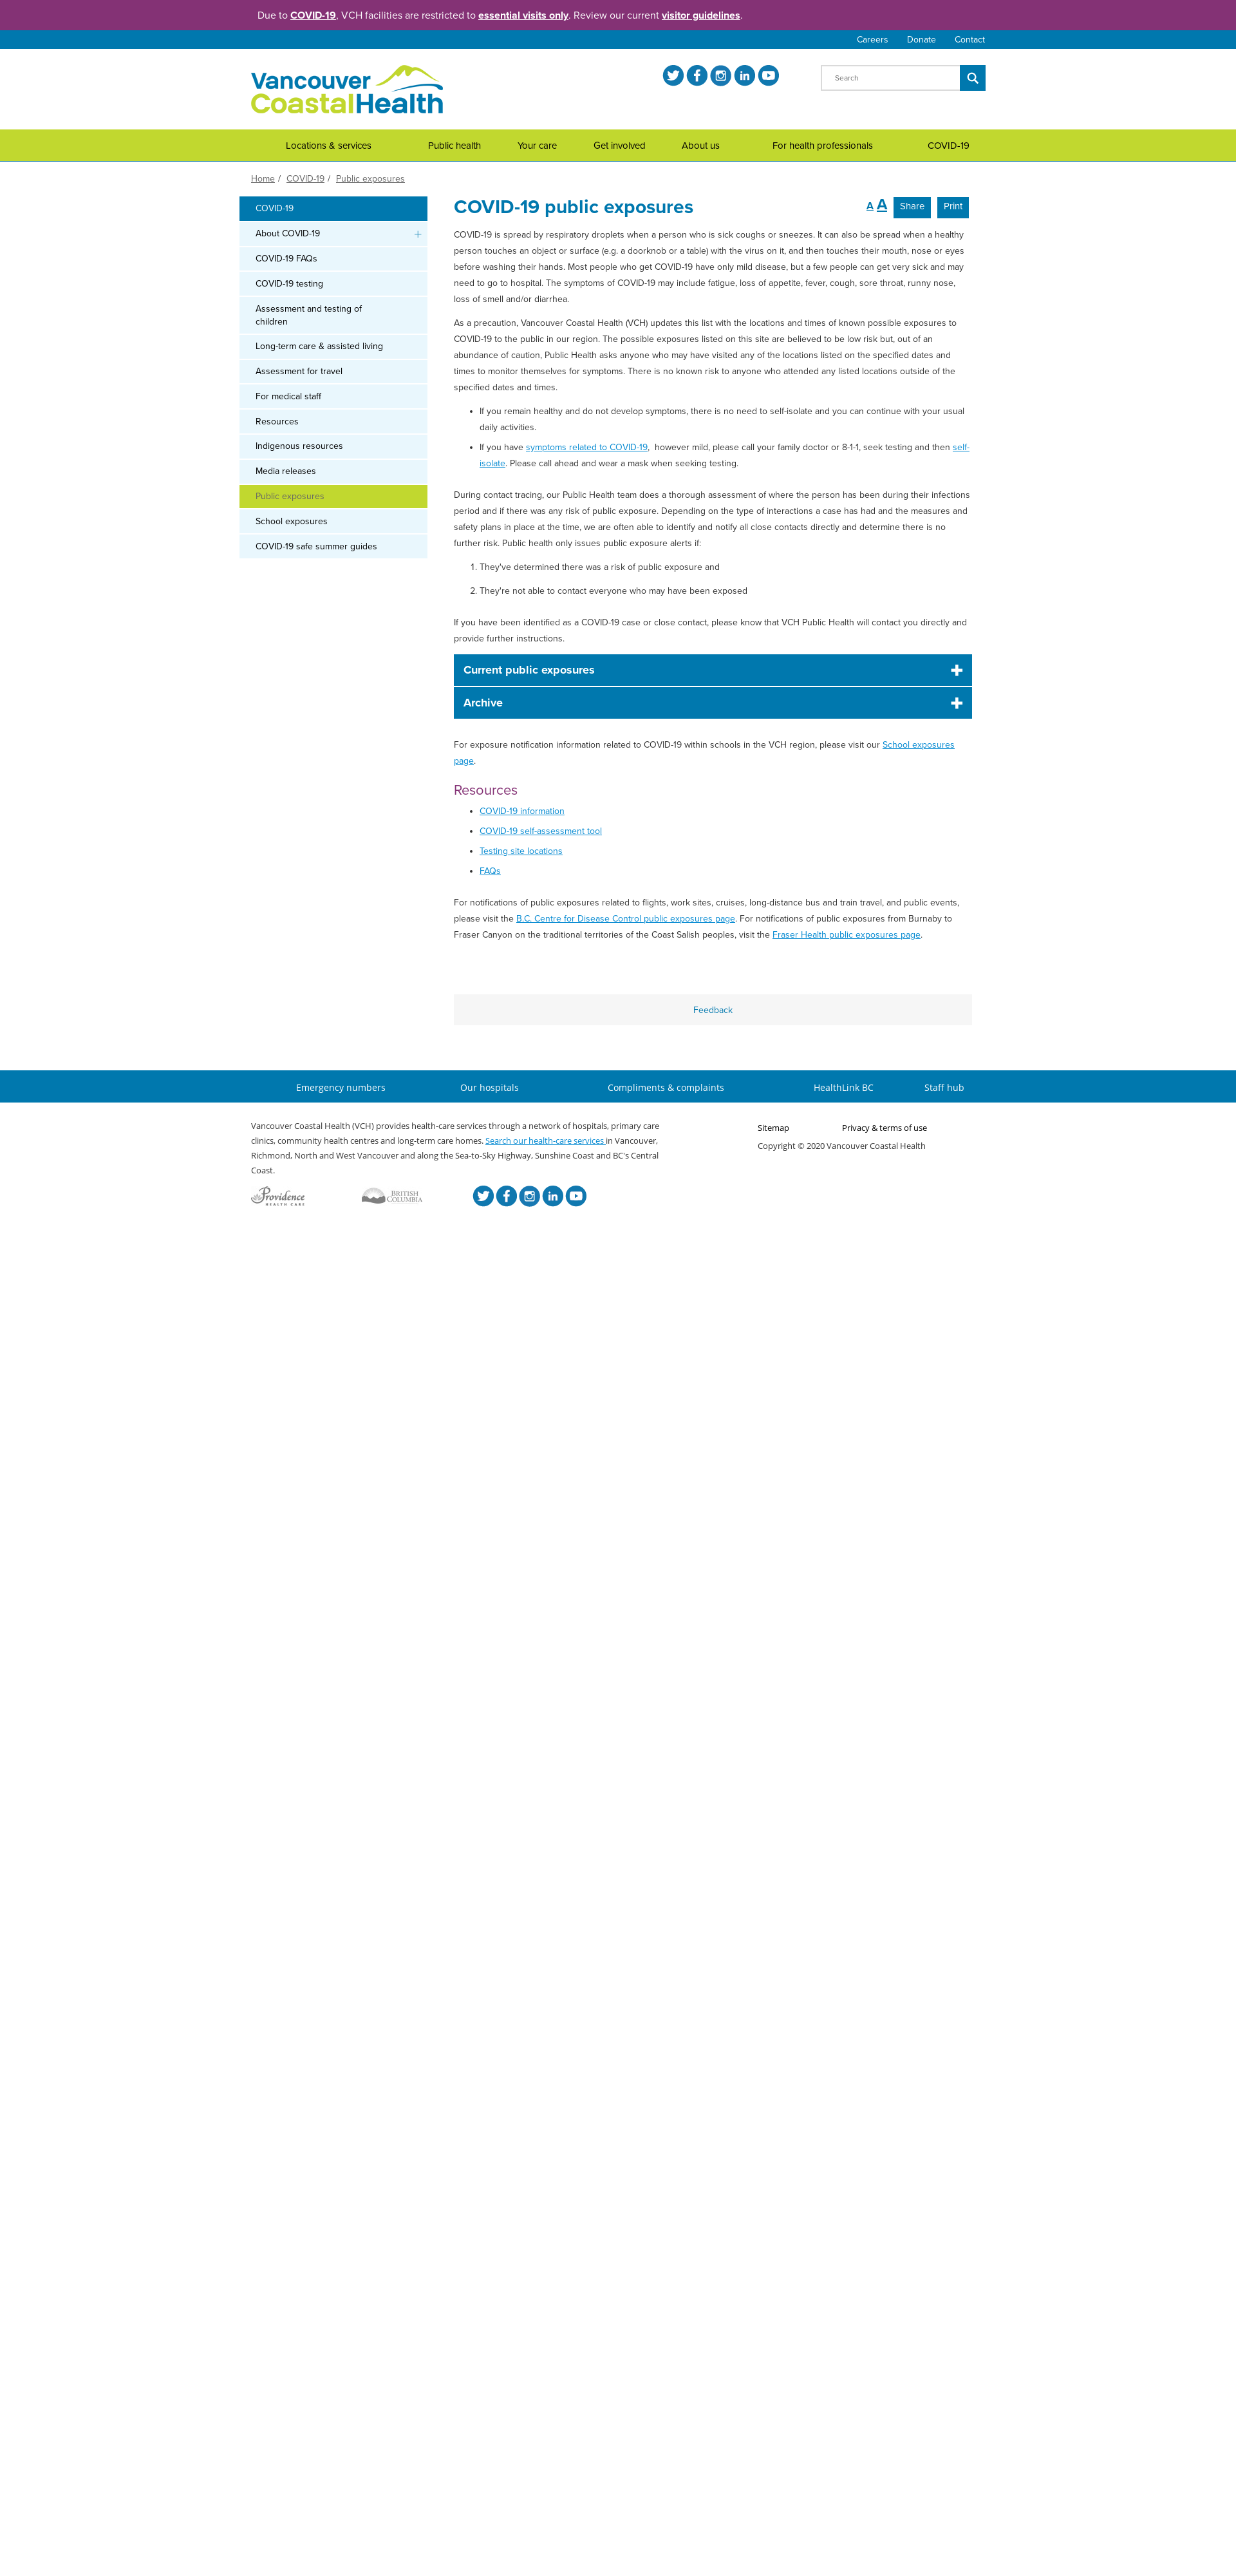 Due to COVID-19, VCH facilities are restricted to essential visits only. Review our current visitor guidelines.
Careers Donate Contact
Vancouver
CoastalHealth
Search
Locations & services Public health Your care Get involved About us For health professionals COVID-19
Home / COVID-19 / Public exposures
COVID-19
About COVID-19
COVID-19 FAQs
COVID-19 testing
Assessment and testing of
children
Long-term care & assisted living
Assessment for travel
For medical staff
Resources
Indigenous resources
Media releases
Public exposures
School exposures
COVID-19 safe summer guides
COVID-19 public exposures
A A Share Print
COVID-19 is spread by respiratory droplets when a person who is sick coughs or sneezes. It can also be spread when a healthy
person touches an object or surface (e.g. a doorknob or a table) with the virus on it, and then touches their mouth, nose or eyes
before washing their hands. Most people who get COVID-19 have only mild disease, but a few people can get very sick and may
need to go to hospital. The symptoms of COVID-19 may include fatigue, loss of appetite, fever, cough, sore throat, runny nose,
loss of smell and/or diarrhea.
As a precaution, Vancouver Coastal Health (VCH) updates this list with the locations and times of known possible exposures to
COVID-19 to the public in our region. The possible exposures listed on this site are believed to be low risk but, out of an
abundance of caution, Public Health asks anyone who may have visited any of the locations listed on the specified dates and
times to monitor themselves for symptoms. There is no known risk to anyone who attended any listed locations outside of the
specified dates and times.
• If you remain healthy and do not develop symptoms, there is no need to self-isolate and you can continue with your usual
daily activities.
• If you have symptoms related to COVID-19, however mild, please call your family doctor or 8-1-1, seek testing and then self-
isolate. Please call ahead and wear a mask when seeking testing.
During contact tracing, our Public Health team does a thorough assessment of where the person has been during their infectious
period and if there was any risk of public exposure. Depending on the type of interactions a case has had and the measures and
safety plans in place at the time, we are often able to identify and notify all close contacts directly and determine there is no
further risk. Public health only issues public exposure alerts if:
1. They've determined there was a risk of public exposure and
2. They're not able to contact everyone who may have been exposed
If you have been identified as a COVID-19 case or close contact, please know that VCH Public Health will contact you directly and
provide further instructions.
Current public exposures
Archive
For exposure notification information related to COVID-19 within schools in the VCH region, please visit our School exposures
page.
Resources
• COVID-19 information
• COVID-19 self-assessment tool
• Testing site locations
• FAQs
For notifications of public exposures related to flights, work sites, cruises, long-distance bus and train travel, and public events,
please visit the B.C. Centre for Disease Control public exposures page. For notifications of public exposures from Burnaby to
Fraser Canyon on the traditional territories of the Coast Salish peoples, visit the Fraser Health public exposures page.
Feedback
Emergency numbers Our hospitals Compliments & complaints HealthLink BC Staff hub
Vancouver Coastal Health (VCH) provides health-care services through a network of hospitals, primary care
clinics, community health centres and long-term care homes. Search our health-care services in Vancouver,
Richmond, North and West Vancouver and along the Sea-to-Sky Highway, Sunshine Coast and BC's Central
Coast.
Sitemap Privacy & terms of use
Copyright © 2020 Vancouver Coastal Health
Providence
HEALTH CARE
BRITISH
COLUMBIA